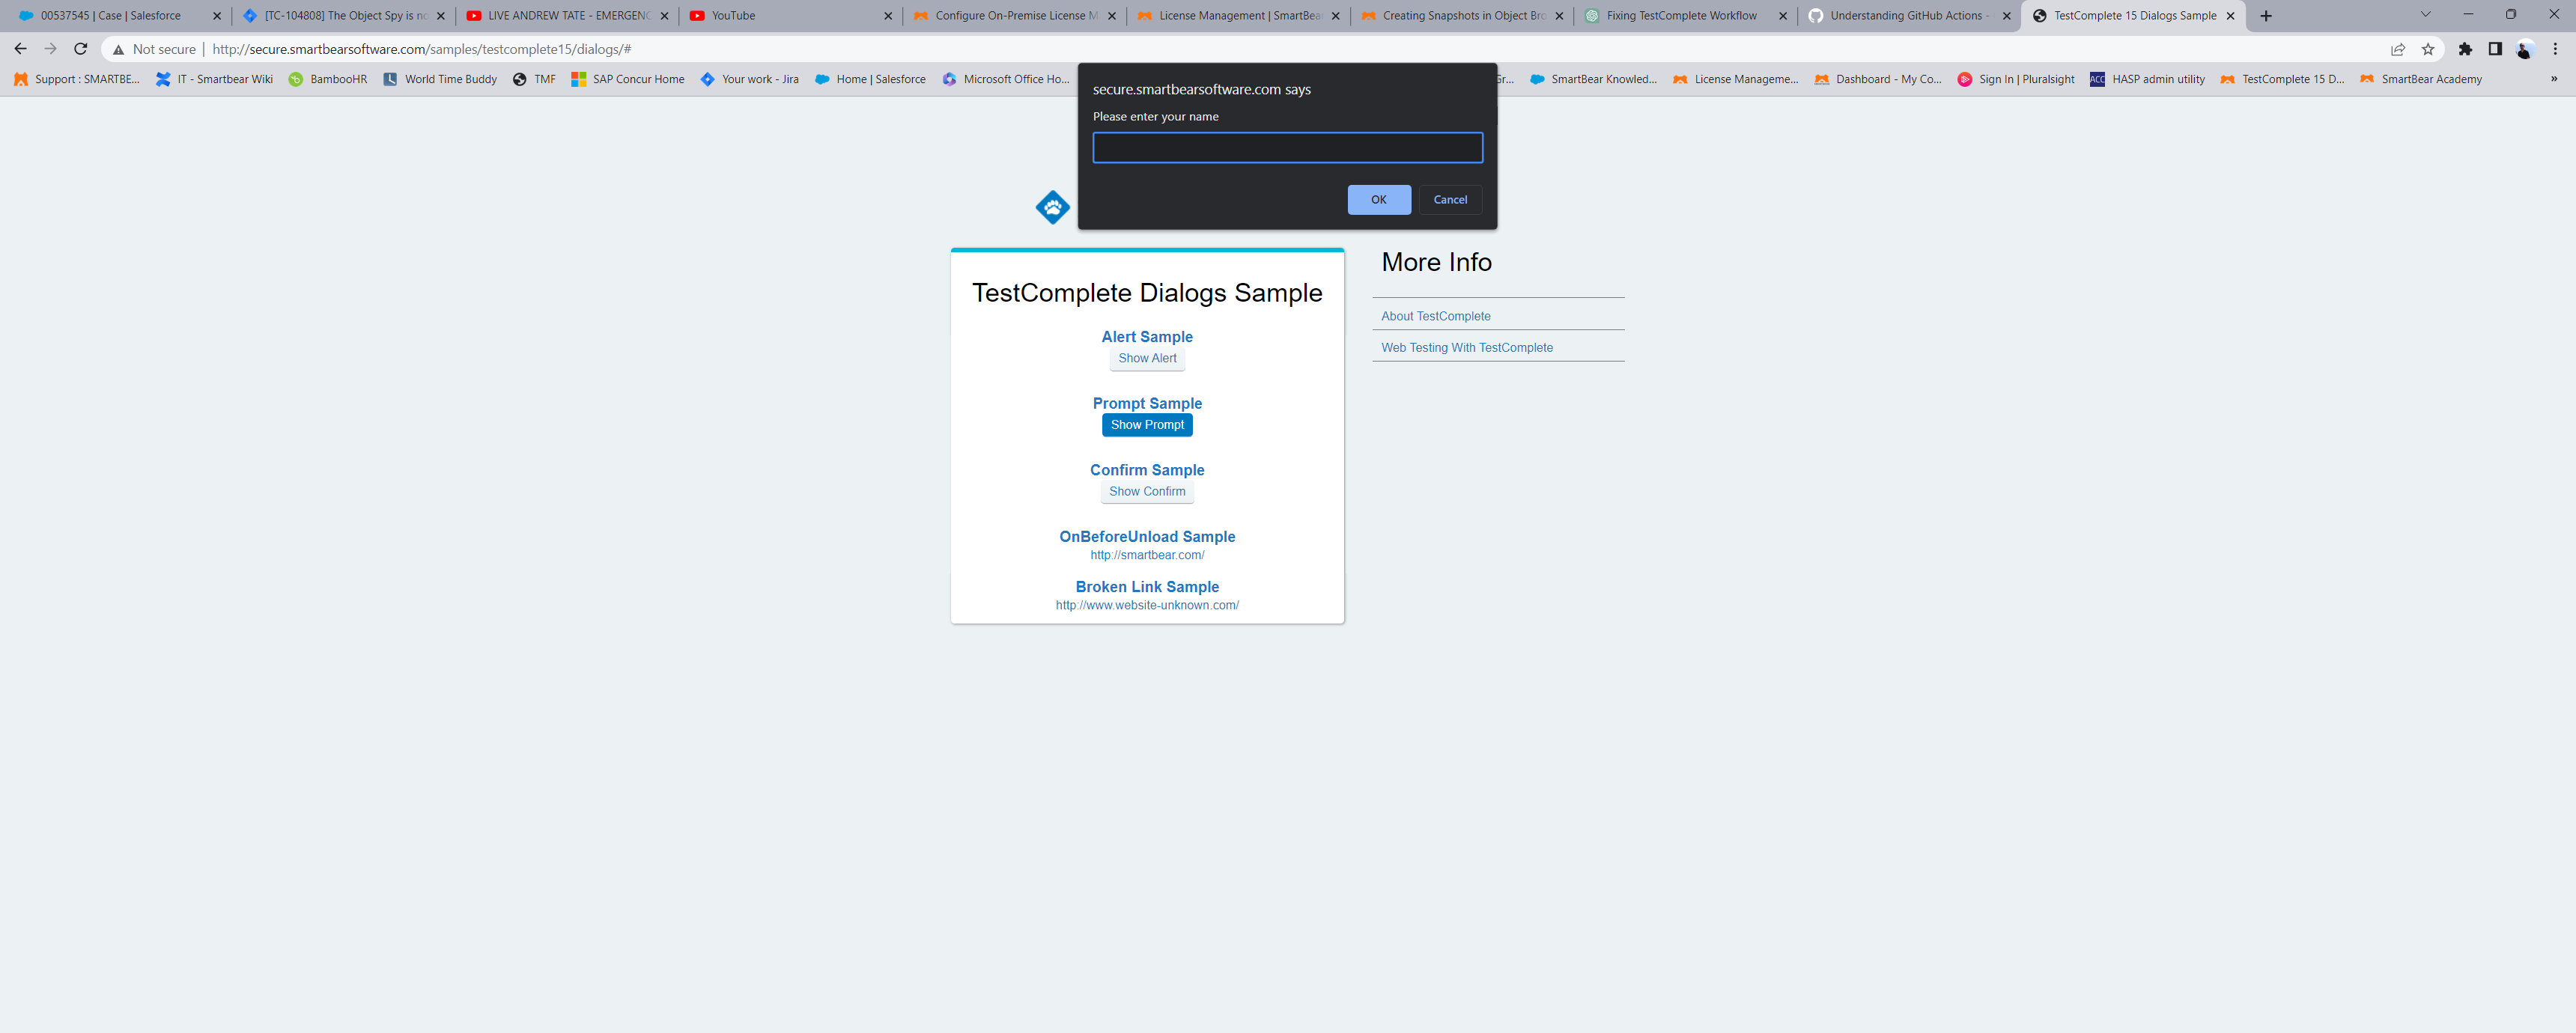 00537545 | Case | Salesforce
[TC-104808] The Object Spy is no
LIVE ANDREW TATE - EMERGENC
YouTube
Configure On-Premise License M
License Management | SmartBea
Creating Snapshots in Object Bro
Fixing TestComplete Workflow
Understanding GitHub Actions -
TestComplete 15 Dialogs Sample
Not secure | http://secure.smartbearsoftware.com/samples/testcomplete15/dialogs/#
Support : SMARTBE...
IT - Smartbear Wiki
BambooHR
World Time Buddy
TMF
SAP Concur Home
Your work - Jira
Home | Salesforce
Microsoft Office Ho...
Gr...
SmartBear Knowled...
License Manageme...
Dashboard - My Co...
Sign In | Pluralsight
ACC
HASP admin utility
TestComplete 15 D...
SmartBear Academy
»
secure.smartbearsoftware.com says
Please enter your name
OK
Cancel
TestComplete Dialogs Sample
Alert Sample
Show Alert
Prompt Sample
Show Prompt
Confirm Sample
Show Confirm
OnBeforeUnload Sample
http://smartbear.com/
Broken Link Sample
http://www.website-unknown.com/
More Info
About TestComplete
Web Testing With TestComplete